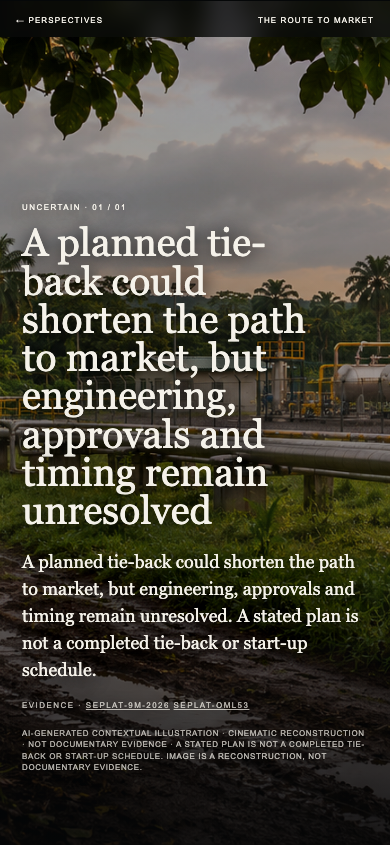 ← PERSPECTIVES
THE ROUTE TO MARKET
UNCERTAIN · 01 / 01
A planned tie-
back could
shorten the path
to market, but
engineering,
approvals and
timing remain
unresolved
A planned tie-back could shorten the path
to market, but engineering, approvals and
timing remain unresolved. A stated plan is
not a completed tie-back or start-up
schedule.
EVIDENCE · SEPLAT-9M-2026 SEPLAT-OML53
AI-GENERATED CONTEXTUAL ILLUSTRATION · CINEMATIC RECONSTRUCTION
· NOT DOCUMENTARY EVIDENCE · A STATED PLAN IS NOT A COMPLETED TIE-
BACK OR START-UP SCHEDULE. IMAGE IS A RECONSTRUCTION, NOT
DOCUMENTARY EVIDENCE.